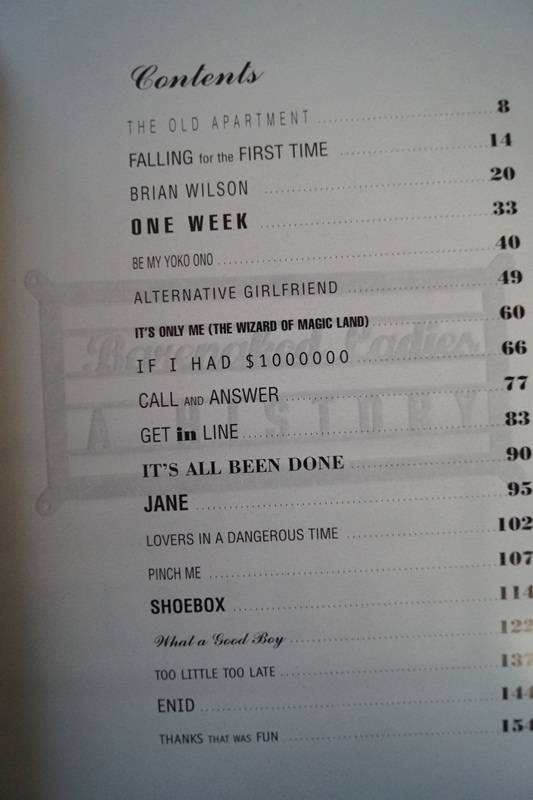 Contents
THE OLD APARTMENT ........ 8
FALLING for the FIRST TIME ........ 14
BRIAN WILSON ........ 20
ONE WEEK ........ 33
BE MY YOKO ONO ........ 40
ALTERNATIVE GIRLFRIEND ........ 49
IT'S ONLY ME (THE WIZARD OF MAGIC LAND) ........ 60
IF I HAD $1000000 ........ 66
CALL AND ANSWER ........ 77
GET in LINE ........ 83
IT'S ALL BEEN DONE ........ 90
JANE ........ 95
LOVERS IN A DANGEROUS TIME ........ 102
PINCH ME ........ 107
SHOEBOX ........ 114
What a Good Boy ........ 122
TOO LITTLE TOO LATE ........ 137
ENID ........ 144
THANKS THAT WAS FUN ........ 154
Barenaked Ladies
A HISTORY